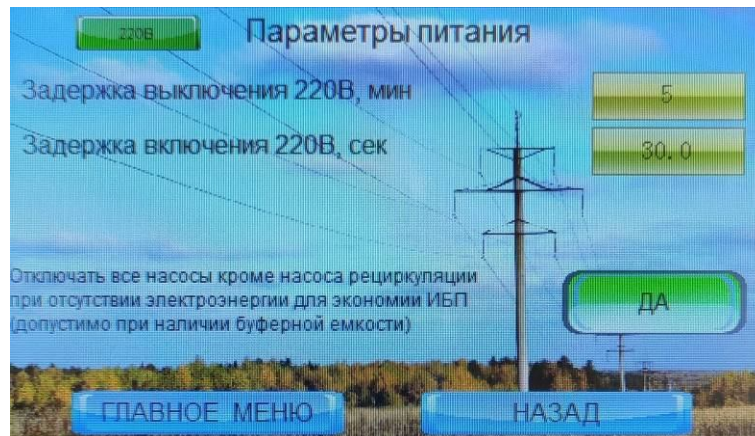 220В
Параметры питания
Задержка выключения 220В, мин
5
Задержка включения 220В, сек
30.0
Отключать все насосы кроме насоса рециркуляции
при отсутствии электроэнергии для экономии ИБП
(допустимо при наличии буферной емкости)
ДА
ГЛАВНОЕ МЕНЮ
НАЗАД